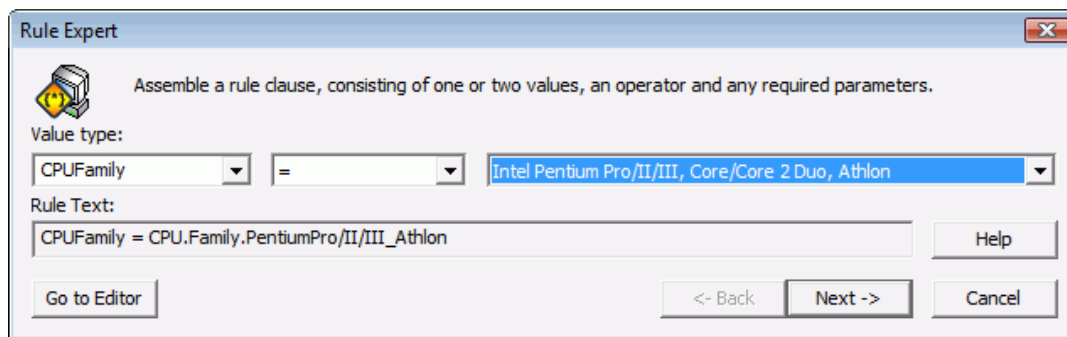 Rule Expert
Assemble a rule clause, consisting of one or two values, an operator and any required parameters.
Value type:
CPUFamily = Intel Pentium Pro/II/III, Core/Core 2 Duo, Athlon
Rule Text:
CPUFamily = CPU.Family.PentiumPro/II/III_Athlon Help
Go to Editor <- Back Next -> Cancel